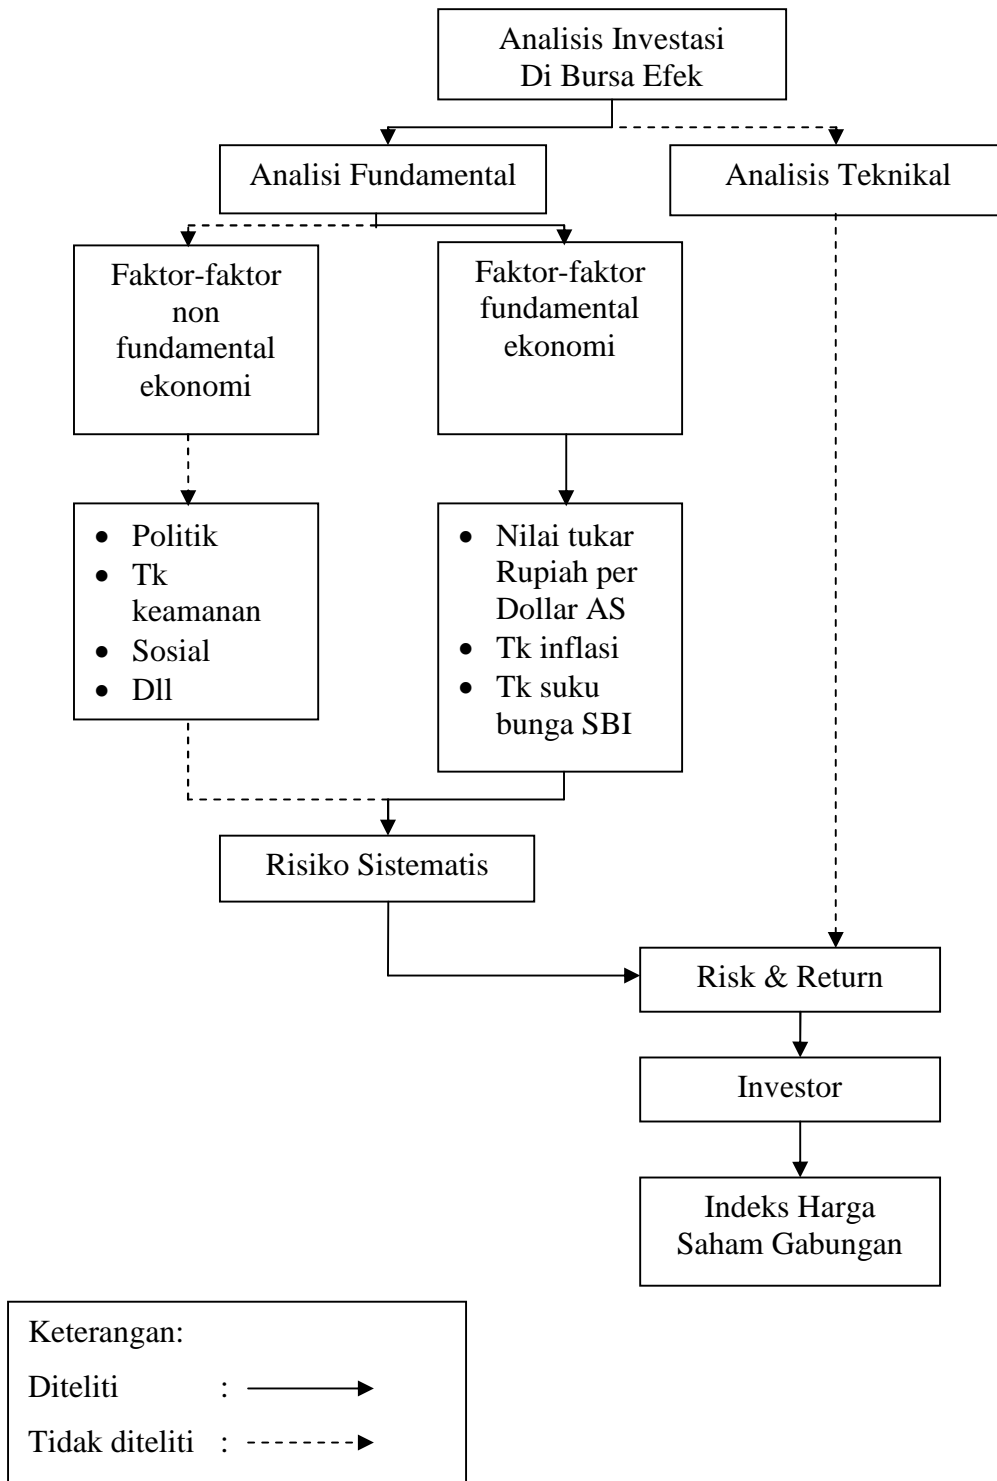 Analisis Investasi
Di Bursa Efek
Analisi Fundamental
Analisis Teknikal
Faktor-faktor
non
fundamental
ekonomi
Faktor-faktor
fundamental
ekonomi
• Politik
• Tk
keamanan
• Sosial
• Dll
• Nilai tukar
Rupiah per
Dollar AS
• Tk inflasi
• Tk suku
bunga SBI
Risiko Sistematis
Risk & Return
Investor
Indeks Harga
Saham Gabungan
Keterangan:
Diteliti :
Tidak diteliti :